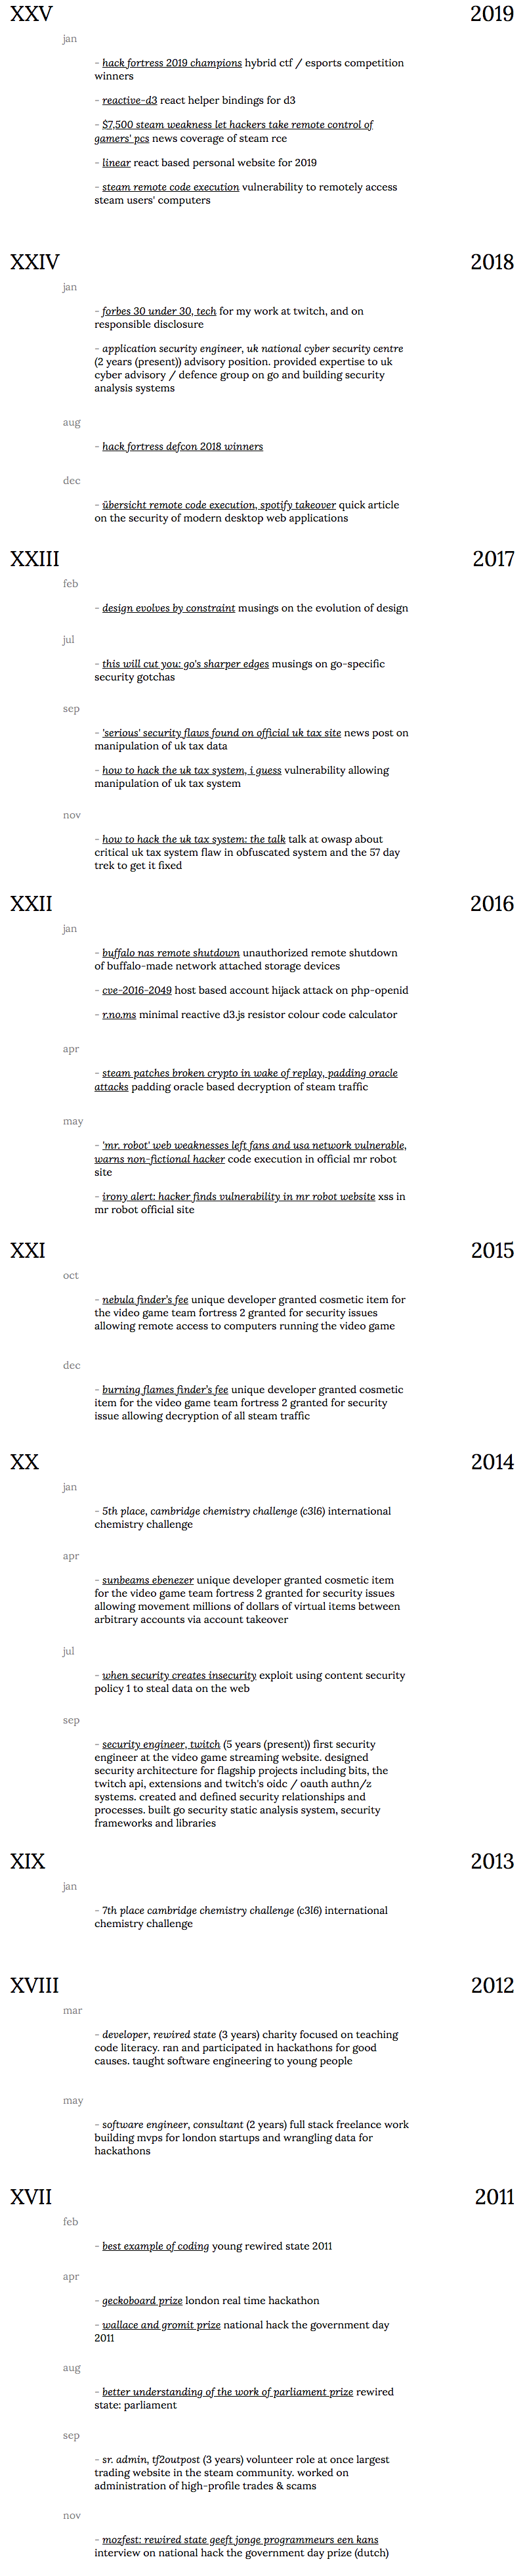 XXV 2019
jan
- hack fortress 2019 champions hybrid ctf / esports competition
winners
- reactive-d3 react helper bindings for d3
- $7,500 steam weakness let hackers take remote control of
gamers' pcs news coverage of steam rce
- linear react based personal website for 2019
- steam remote code execution vulnerability to remotely access
steam users' computers
XXIV 2018
jan
- forbes 30 under 30, tech for my work at twitch, and on
responsible disclosure
- application security engineer, uk national cyber security centre
(2 years (present)) advisory position. provided expertise to uk
cyber advisory / defence group on go and building security
analysis systems
aug
- hack fortress defcon 2018 winners
dec
- übersicht remote code execution, spotify takeover quick article
on the security of modern desktop web applications
XXIII 2017
feb
- design evolves by constraint musings on the evolution of design
jul
- this will cut you: go's sharper edges musings on go-specific
security gotchas
sep
- 'serious' security flaws found on official uk tax site news post on
manipulation of uk tax data
- how to hack the uk tax system, i guess vulnerability allowing
manipulation of uk tax system
nov
- how to hack the uk tax system: the talk talk at owasp about
critical uk tax system flaw in obfuscated system and the 57 day
trek to get it fixed
XXII 2016
jan
- buffalo nas remote shutdown unauthorized remote shutdown
of buffalo-made network attached storage devices
- cve-2016-2049 host based account hijack attack on php-openid
- r.no.ms minimal reactive d3.js resistor colour code calculator
apr
- steam patches broken crypto in wake of replay, padding oracle
attacks padding oracle based decryption of steam traffic
may
- 'mr. robot' web weaknesses left fans and usa network vulnerable,
warns non-fictional hacker code execution in official mr robot
site
- irony alert: hacker finds vulnerability in mr robot website xss in
mr robot official site
XXI 2015
oct
- nebula finder's fee unique developer granted cosmetic item for
the video game team fortress 2 granted for security issues
allowing remote access to computers running the video game
dec
- burning flames finder's fee unique developer granted cosmetic
item for the video game team fortress 2 granted for security
issue allowing decryption of all steam traffic
XX 2014
jan
- 5th place, cambridge chemistry challenge (c3l6) international
chemistry challenge
apr
- sunbeams ebenezer unique developer granted cosmetic item
for the video game team fortress 2 granted for security issues
allowing movement millions of dollars of virtual items between
arbitrary accounts via account takeover
jul
- when security creates insecurity exploit using content security
policy 1 to steal data on the web
sep
- security engineer, twitch (5 years (present)) first security
engineer at the video game streaming website. designed
security architecture for flagship projects including bits, the
twitch api, extensions and twitch's oidc / oauth authn/z
systems. created and defined security relationships and
processes. built go security static analysis system, security
frameworks and libraries
XIX 2013
jan
- 7th place cambridge chemistry challenge (c3l6) international
chemistry challenge
XVIII 2012
mar
- developer, rewired state (3 years) charity focused on teaching
code literacy. ran and participated in hackathons for good
causes. taught software engineering to young people
may
- software engineer, consultant (2 years) full stack freelance work
building mvps for london startups and wrangling data for
hackathons
XVII 2011
feb
- best example of coding young rewired state 2011
apr
- geckoboard prize london real time hackathon
- wallace and gromit prize national hack the government day
2011
aug
- better understanding of the work of parliament prize rewired
state: parliament
sep
- sr. admin, tf2outpost (3 years) volunteer role at once largest
trading website in the steam community. worked on
administration of high-profile trades & scams
nov
- mozfest: rewired state geeft jonge programmeurs een kans
interview on national hack the government day prize (dutch)